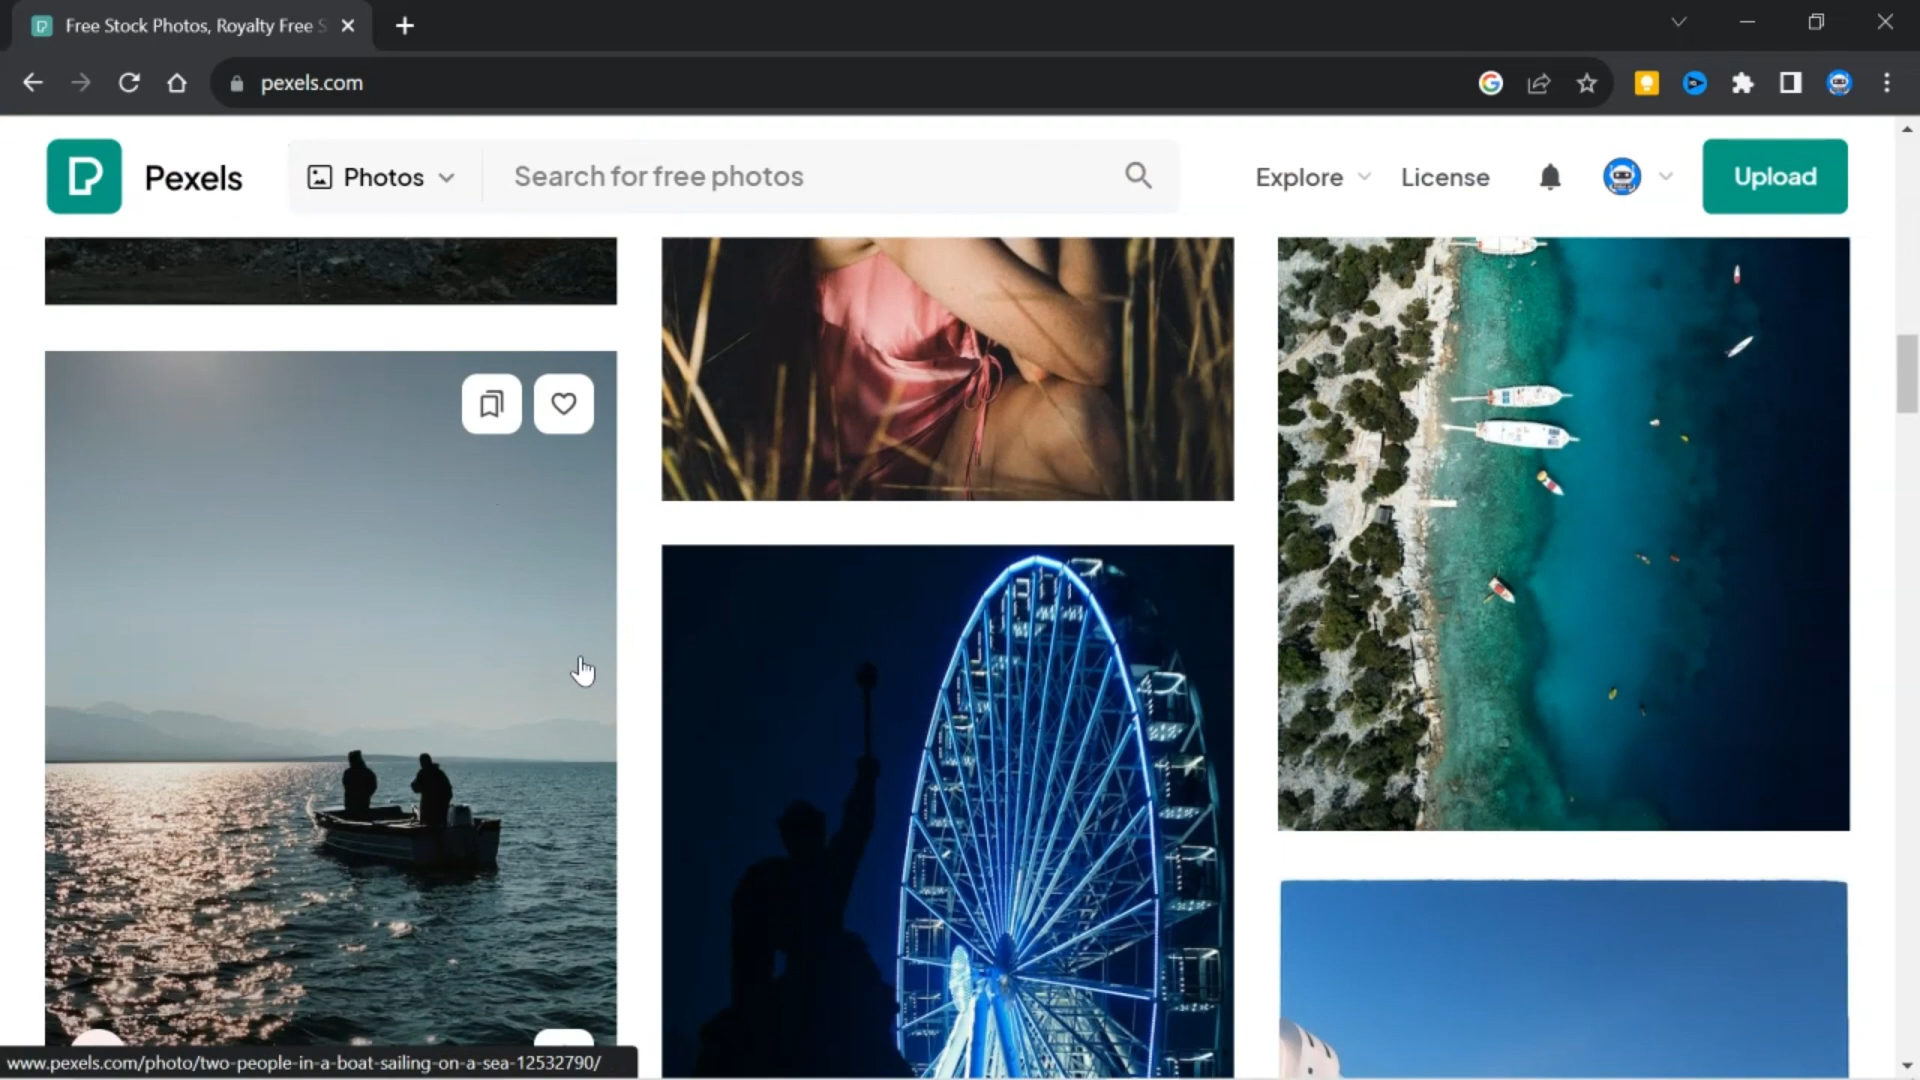 Free Stock Photos, Royalty Free S
pexels.com
Pexels
Photos
Search for free photos
Explore
License
Upload
www.pexels.com/photo/two-people-in-a-boat-sailing-on-a-sea-12532790/